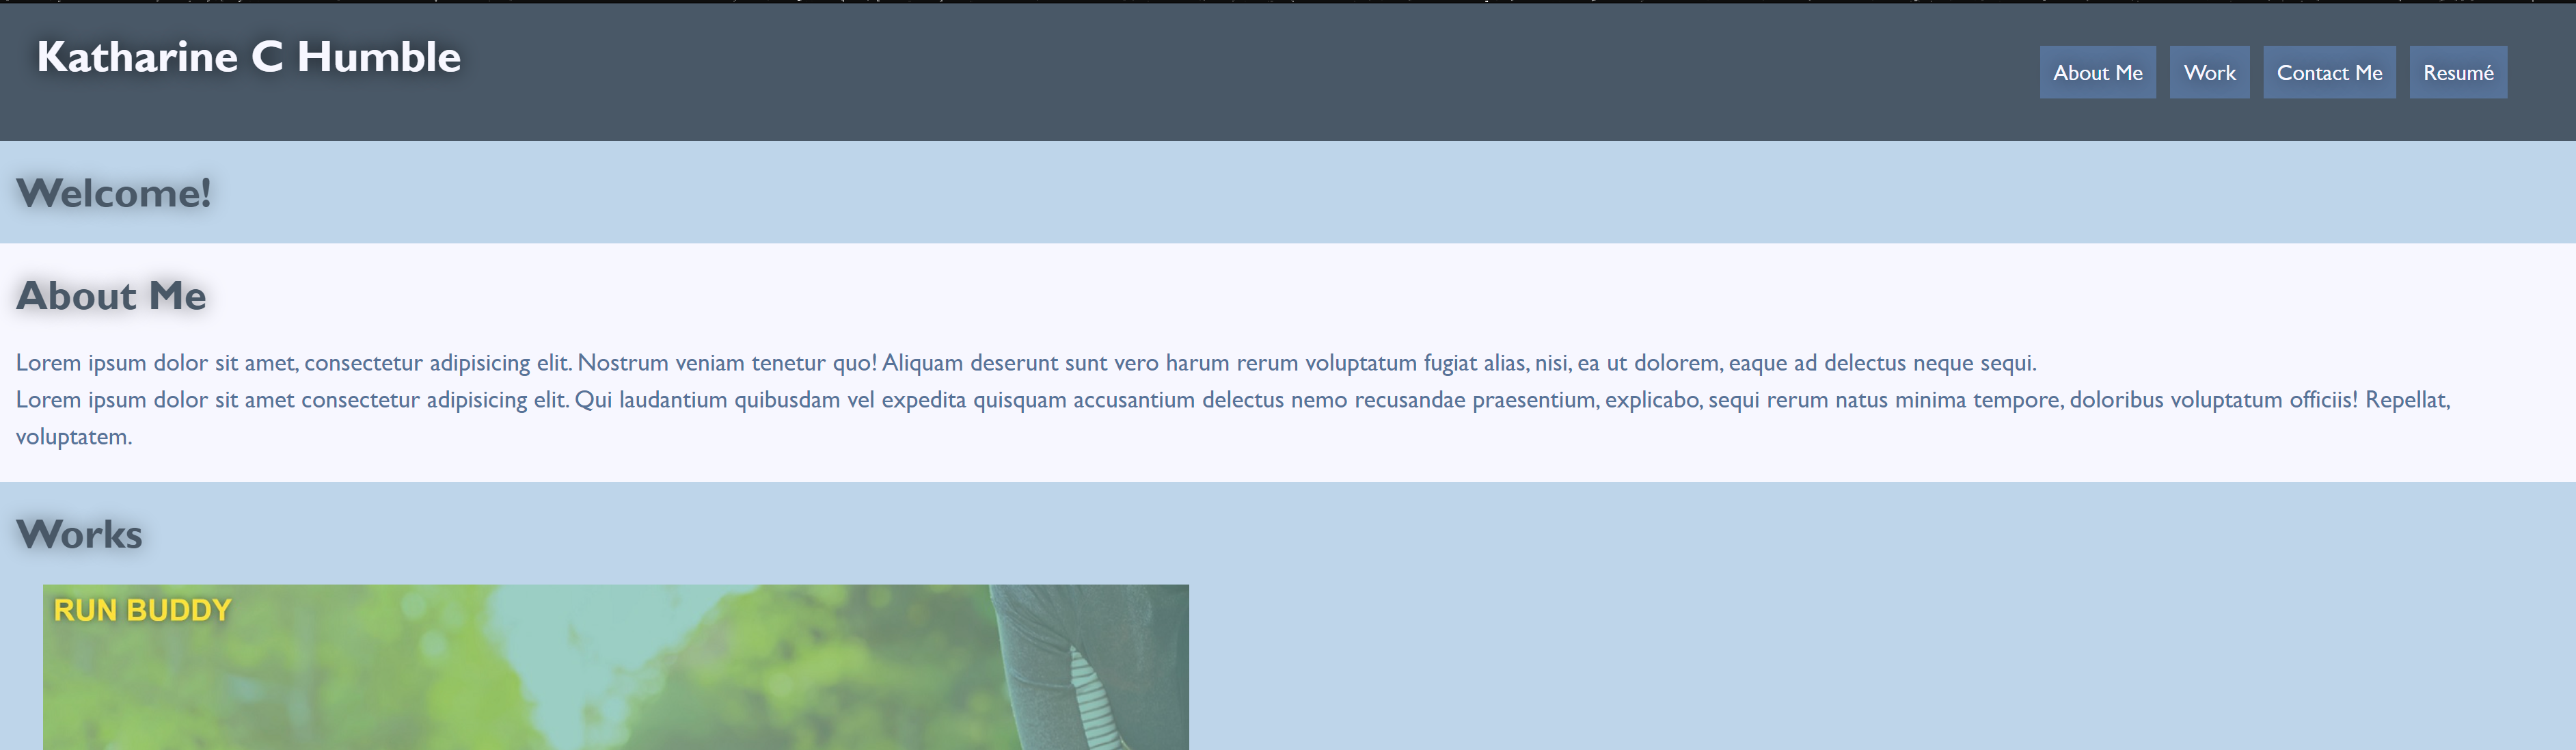 Katharine C Humble
About Me
Work
Contact Me
Resumé
Welcome!
About Me
Lorem ipsum dolor sit amet, consectetur adipisicing elit. Nostrum veniam tenetur quo! Aliquam deserunt sunt vero harum rerum voluptatum fugiat alias, nisi, ea ut dolorem, eaque ad delectus neque sequi.
Lorem ipsum dolor sit amet consectetur adipisicing elit. Qui laudantium quibusdam vel expedita quisquam accusantium delectus nemo recusandae praesentium, explicabo, sequi rerum natus minima tempore, doloribus voluptatum officiis! Repellat,
voluptatem.
Works
RUN BUDDY